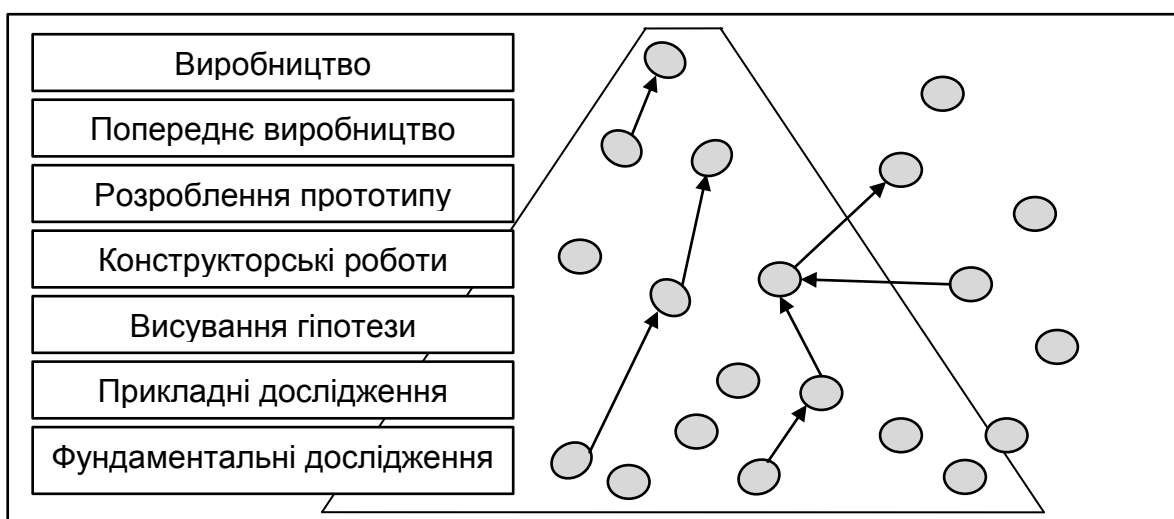 Виробництво
Попереднє виробництво
Розроблення прототипу
Конструкторські роботи
Висування гіпотези
Прикладні дослідження
Фундаментальні дослідження